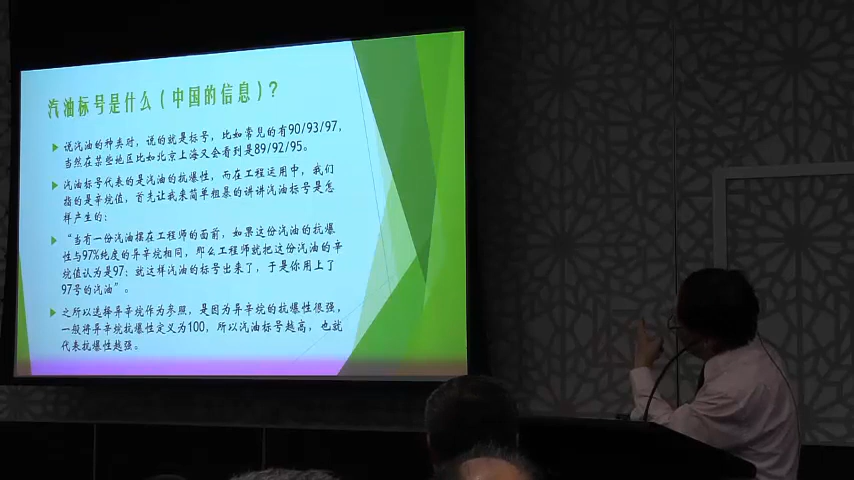 汽油标号是什么（中国的信息）？
说汽油的种类时，说的就是标号，比如常见的有90/93/97，
当然在某些地区比如北京上海又会看到是89/92/95。
汽油标号代表的是汽油的抗爆性，而在工程运用中，我们
指的是辛烷值，首先让我来简单粗暴的讲讲汽油标号是怎
样产生的：
“当有一份汽油摆在工程师的面前，如果这份汽油的抗爆
性与97%纯度的异辛烷相同，那么工程师就把这份汽油的辛
烷值认为是97；就这样汽油的标号出来了，于是你用上了
97号的汽油”。
之所以选择异辛烷作为参照，是因为异辛烷的抗爆性很强，
一般将异辛烷抗爆性定义为100，所以汽油标号越高，也就
代表抗爆性越强。